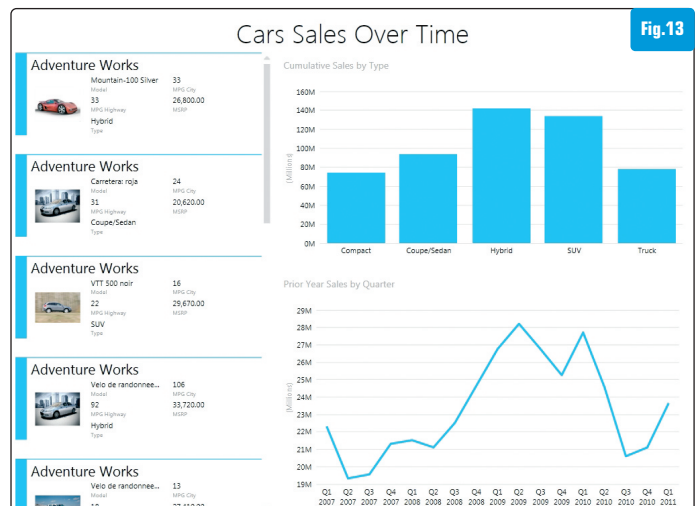 Cars Sales Over Time
Fig.13
Adventure Works
Mountain-100 Sliver 33
Model MPG City
33 26,800.00
MPG Highway MSRP
Hybrid
Type
Adventure Works
Carretera: roja 24
Model MPG City
31 20,620.00
MPG Highway MSRP
Coupe/Sedan
Type
Adventure Works
VTT 500 noir 16
Model MPG City
22 29,670.00
MPG Highway MSRP
SUV
Type
Adventure Works
Velo de randonnee... 106
Model MPG City
92 33,720.00
MPG Highway MSRP
Hybrid
Type
Adventure Works
Velo de randonnee... 13
Model MPG City
Cumulative Sales by Type
(Millions)
160M
140M
120M
100M
80M
60M
40M
20M
0M
Compact Coupe/Sedan Hybrid SUV Truck
Prior Year Sales by Quarter
(Millions)
29M
28M
27M
26M
25M
24M
23M
22M
21M
20M
19M
Q1 Q2 Q3 Q4 Q1 Q2 Q3 Q4 Q1 Q2 Q3 Q4 Q1 Q2 Q3 Q4 Q1
2007 2007 2007 2007 2008 2008 2008 2008 2009 2009 2009 2009 2010 2010 2010 2010 2011